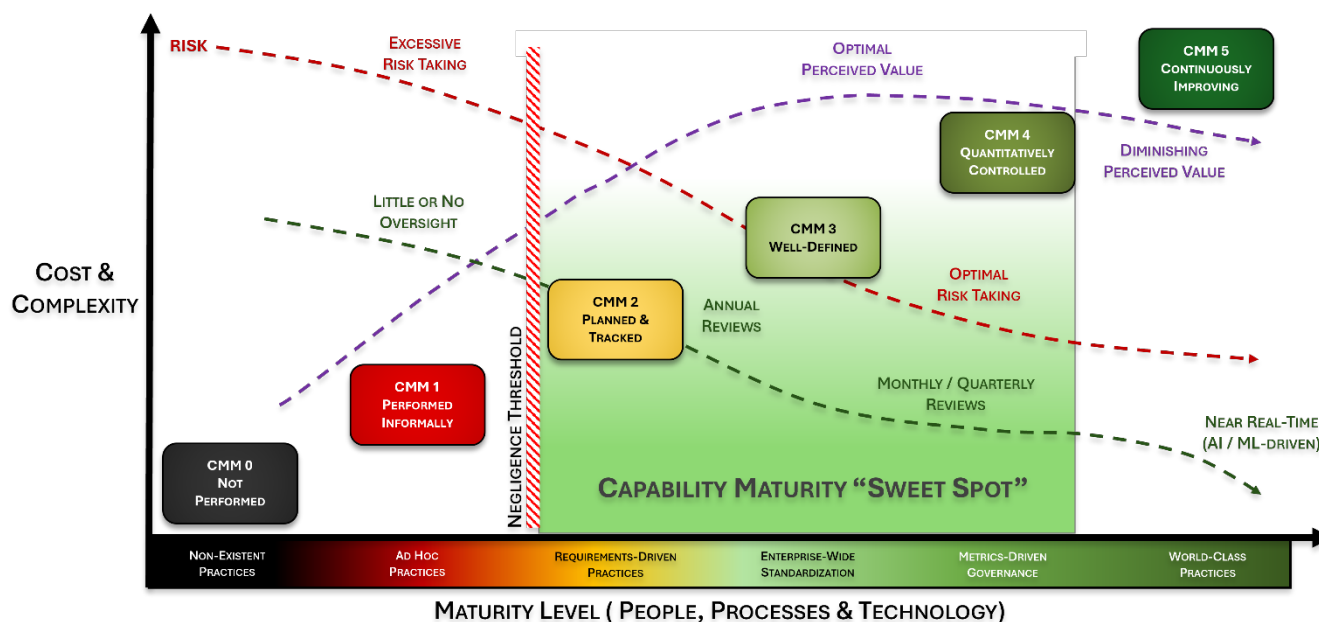 RISK
EXCESSIVE
RISK TAKING
OPTIMAL
PERCEIVED VALUE
CMM 5
CONTINUOUSLY
IMPROVING
CMM 4
QUANTITATIVELY
CONTROLLED
DIMINISHING
PERCEIVED VALUE
LITTLE OR NO
OVERSIGHT
CMM 3
WELL-DEFINED
COST &
COMPLEXITY
CMM 2
PLANNED &
TRACKED
ANNUAL
REVIEWS
OPTIMAL
RISK TAKING
NEGLIGENCE THRESHOLD
CMM 1
PERFORMED
INFORMALLY
MONTHLY / QUARTERLY
REVIEWS
NEAR REAL-TIME
(AI / ML-DRIVEN)
CMM 0
NOT
PERFORMED
CAPABILITY MATURITY “SWEET SPOT”
NON-EXISTENT
PRACTICES
AD HOC
PRACTICES
REQUIREMENTS-DRIVEN
PRACTICES
ENTERPRISE-WIDE
STANDARDIZATION
METRICS-DRIVEN
GOVERNANCE
WORLD-CLASS
PRACTICES
MATURITY LEVEL ( PEOPLE, PROCESSES & TECHNOLOGY)